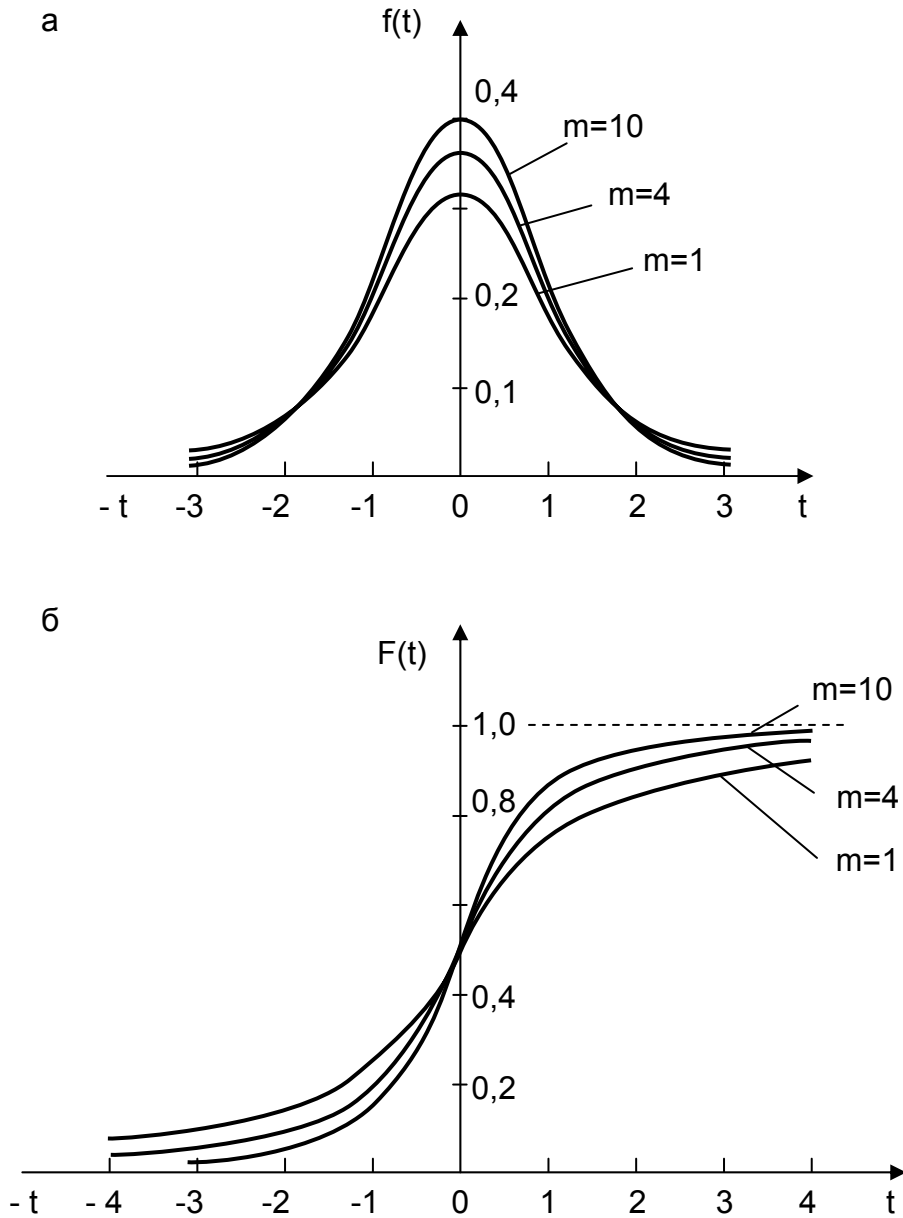 а
f(t)
0,4
m=10
m=4
m=1
0,2
0,1
- t -3 -2 -1 0 1 2 3 t
б
F(t)
m=10
1,0
0,8
m=4
m=1
0,4
0,2
- t - 4 -3 -2 -1 0 1 2 3 4 t